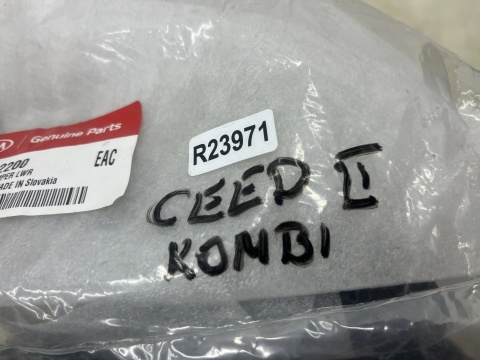 Genuine Parts
2200
EAC
PER LWR
ADE IN Slovakia
R23971
CEED II
KOMBI